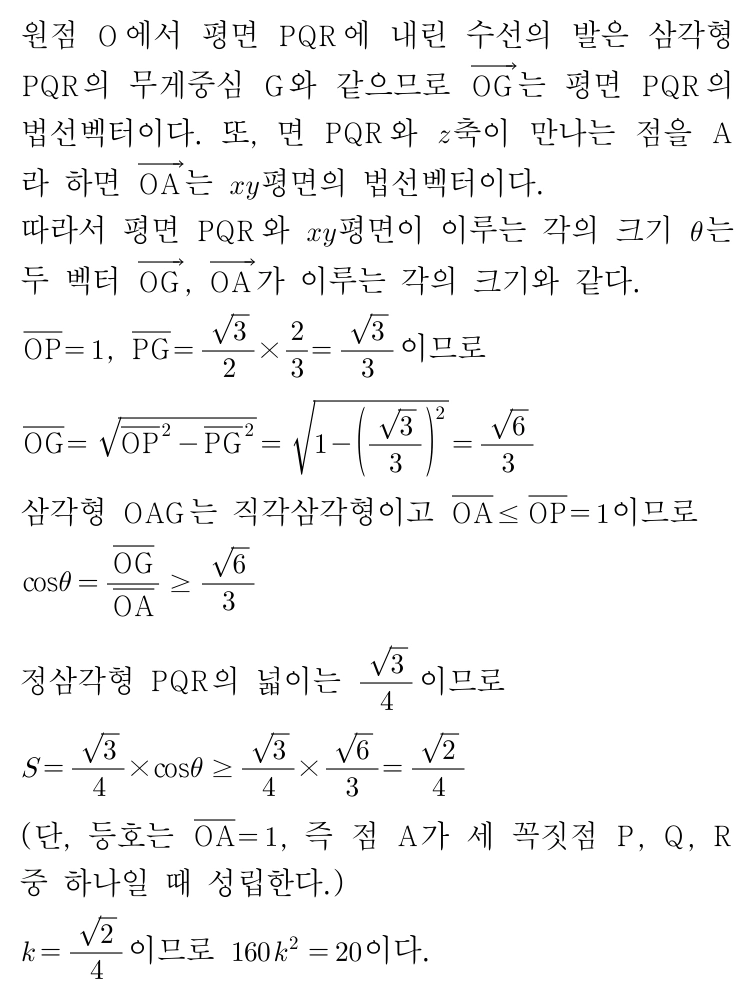 원점 O에서 평면 PQR에 내린 수선의 발은 삼각형
PQR의 무게중심 G와 같으므로 $\overrightarrow{OG}$는 평면 PQR의
법선벡터이다. 또, 면 PQR와 z축이 만나는 점을 A
라 하면 $\overrightarrow{OA}$는 xy평면의 법선벡터이다.
따라서 평면 PQR와 xy평면이 이루는 각의 크기 θ는
두 벡터 $\overrightarrow{OG}$, $\overrightarrow{OA}$가 이루는 각의 크기와 같다.
$\overline{OP}=1$, $\overline{PG}=\frac{\sqrt{3}}{2}\times\frac{2}{3}=\frac{\sqrt{3}}{3}$이므로
$\overline{OG}=\sqrt{\overline{OP}^2-\overline{PG}^2}=\sqrt{1-\left(\frac{\sqrt{3}}{3}\right)^2}=\frac{\sqrt{6}}{3}$
삼각형 OAG는 직각삼각형이고 $\overline{OA}\leq\overline{OP}=1$이므로
$\cos\theta=\frac{\overline{OG}}{\overline{OA}}\geq\frac{\sqrt{6}}{3}$
정삼각형 PQR의 넓이는 $\frac{\sqrt{3}}{4}$이므로
$S=\frac{\sqrt{3}}{4}\times\cos\theta\geq\frac{\sqrt{3}}{4}\times\frac{\sqrt{6}}{3}=\frac{\sqrt{2}}{4}$
(단, 등호는 $\overline{OA}=1$, 즉 점 A가 세 꼭짓점 P, Q, R
중 하나일 때 성립한다.)
$k=\frac{\sqrt{2}}{4}$이므로 $160k^2=20$이다.